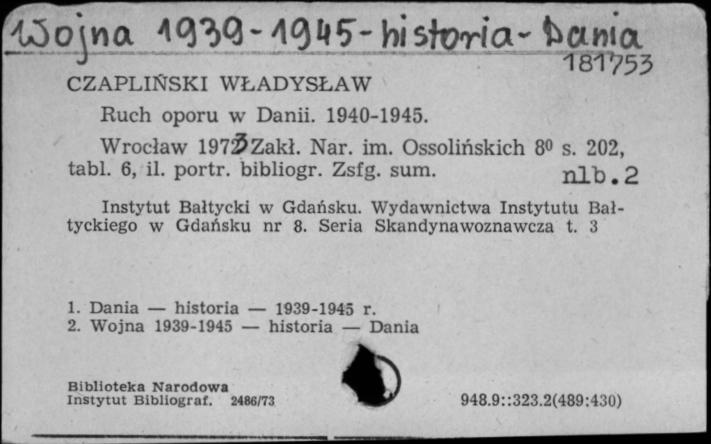 Wojna 1939-1945-historia-Dania
181753
CZAPLIŃSKI WŁADYSŁAW
Ruch oporu w Danii. 1940-1945.
Wrocław 1973 Zakł. Nar. im. Ossolińskich 8⁰ s. 202,
tabl. 6, il. portr. bibliogr. Zsfg. sum. nlb. 2
Instytut Bałtycki w Gdańsku. Wydawnictwa Instytutu Bał-
tyckiego w Gdańsku nr 8. Seria Skandynawoznawcza t. 3
1. Dania — historia — 1939-1945 r.
2. Wojna 1939-1945 — historia — Dania
Biblioteka Narodowa
Instytut Bibliograf. 2486/73 948.9::323.2(489:430)